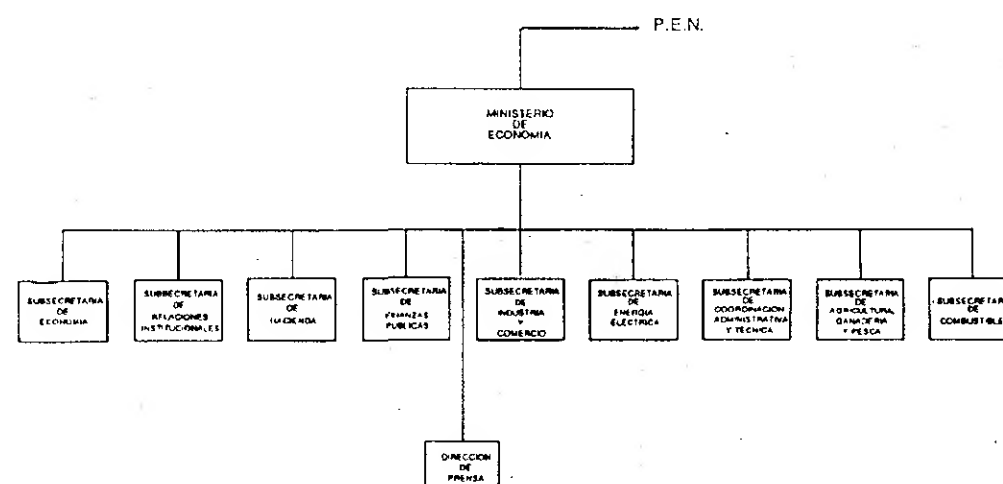 P.E.N.
MINISTERIO
DE
ECONOMIA
SUBSECRETARIA
DE
ECONOMIA
SUBSECRETARIA
DE
RELACIONES
INSTITUCIONALES
SUBSECRETARIA
DE
HACIENDA
SUBSECRETARIA
DE
FINANZAS
PUBLICAS
SUBSECRETARIA
DE
INDUSTRIA
Y
COMERCIO
SUBSECRETARIA
DE
ENERGIA
ELECTRICA
SUBSECRETARIA
DE
COORDINACION
ADMINISTRATIVA
Y TECNICA
SUBSECRETARIA
DE
AGRICULTURA,
GANADERIA
Y PESCA
SUBSECRETAR
DE
COMBUSTIBLE
DIRECCION
DE
PRENSA